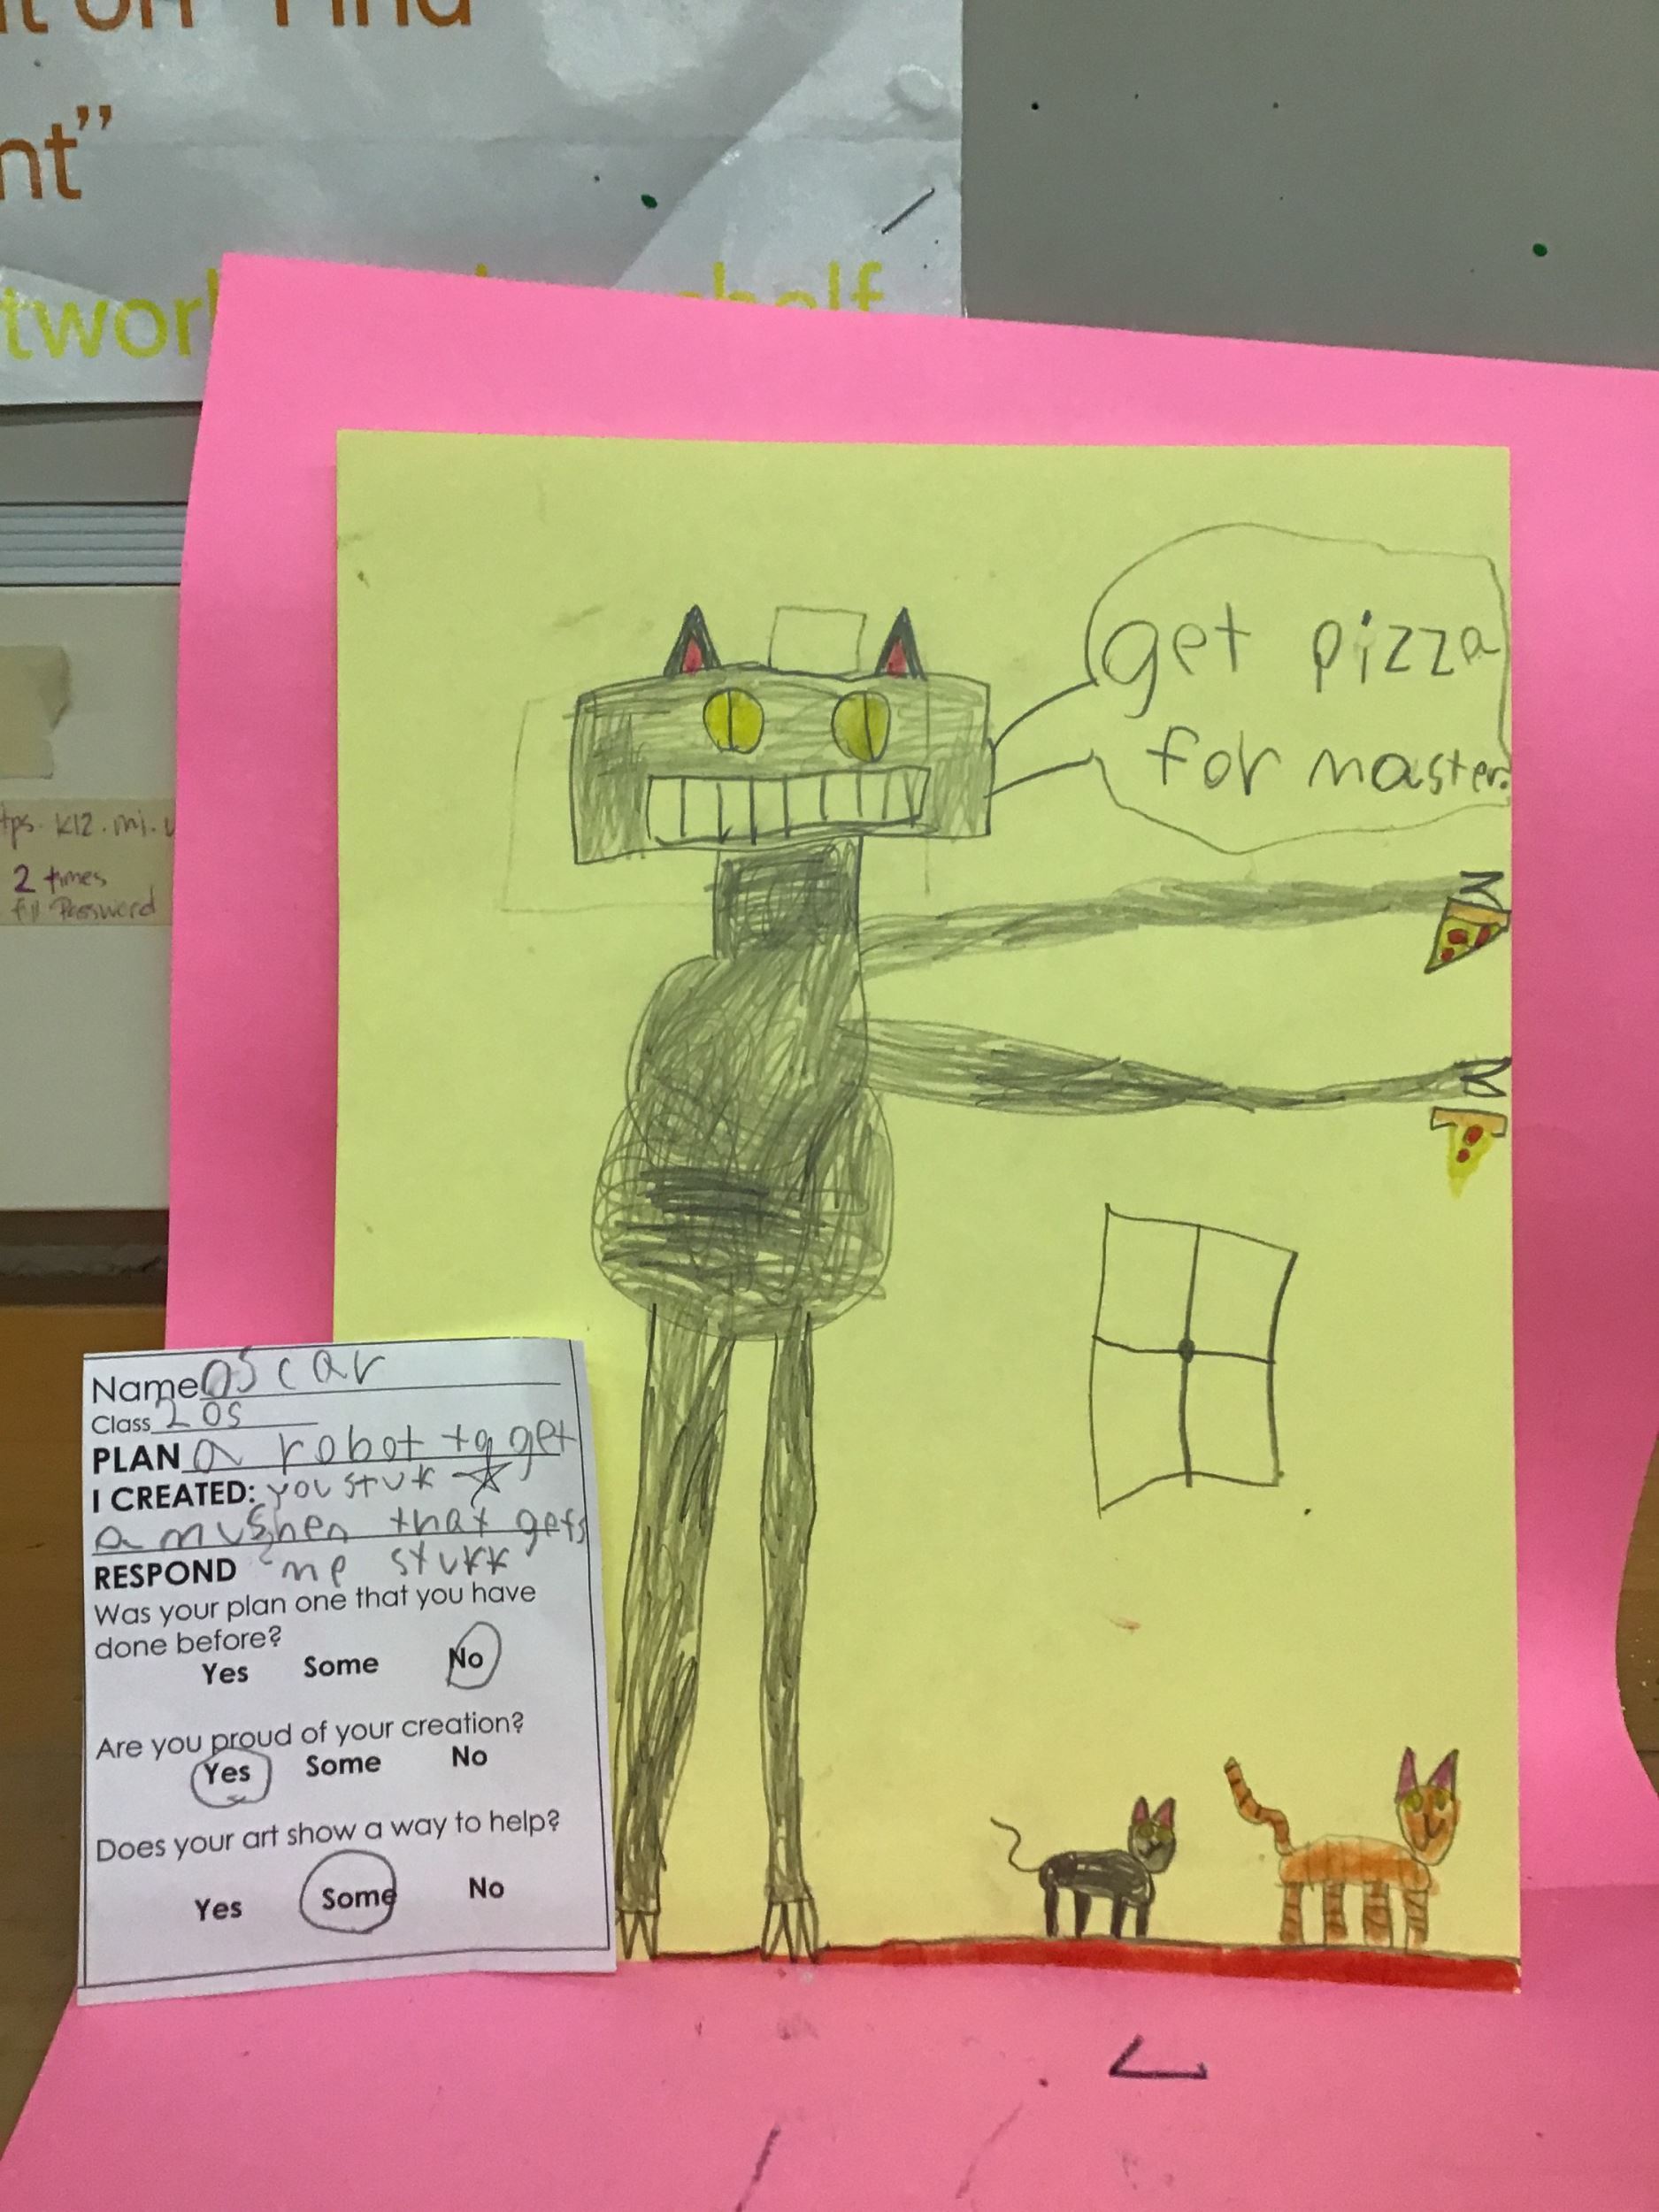 nt”
get pizza
for master.
tps. k12.mi.
2 times
Password
Name Oscar
Class 2 Os
PLAN a robot to get
I CREATED: you stuk
a mushen that gets
RESPOND me stukk
Was your plan one that you have
done before?
Yes Some No
Are you proud of your creation?
Yes Some No
Does your art show a way to help?
Yes Some No